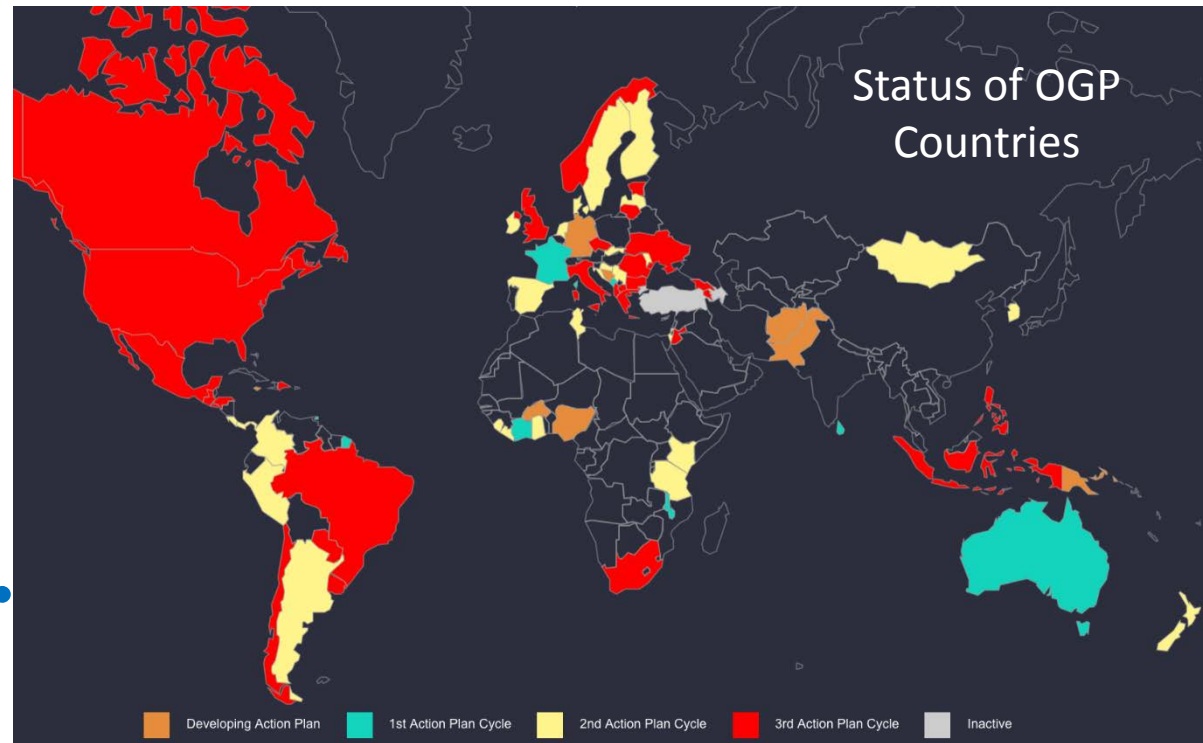 Status of OGP
Countries
Developing Action Plan
1st Action Plan Cycle
2nd Action Plan Cycle
3rd Action Plan Cycle
Inactive